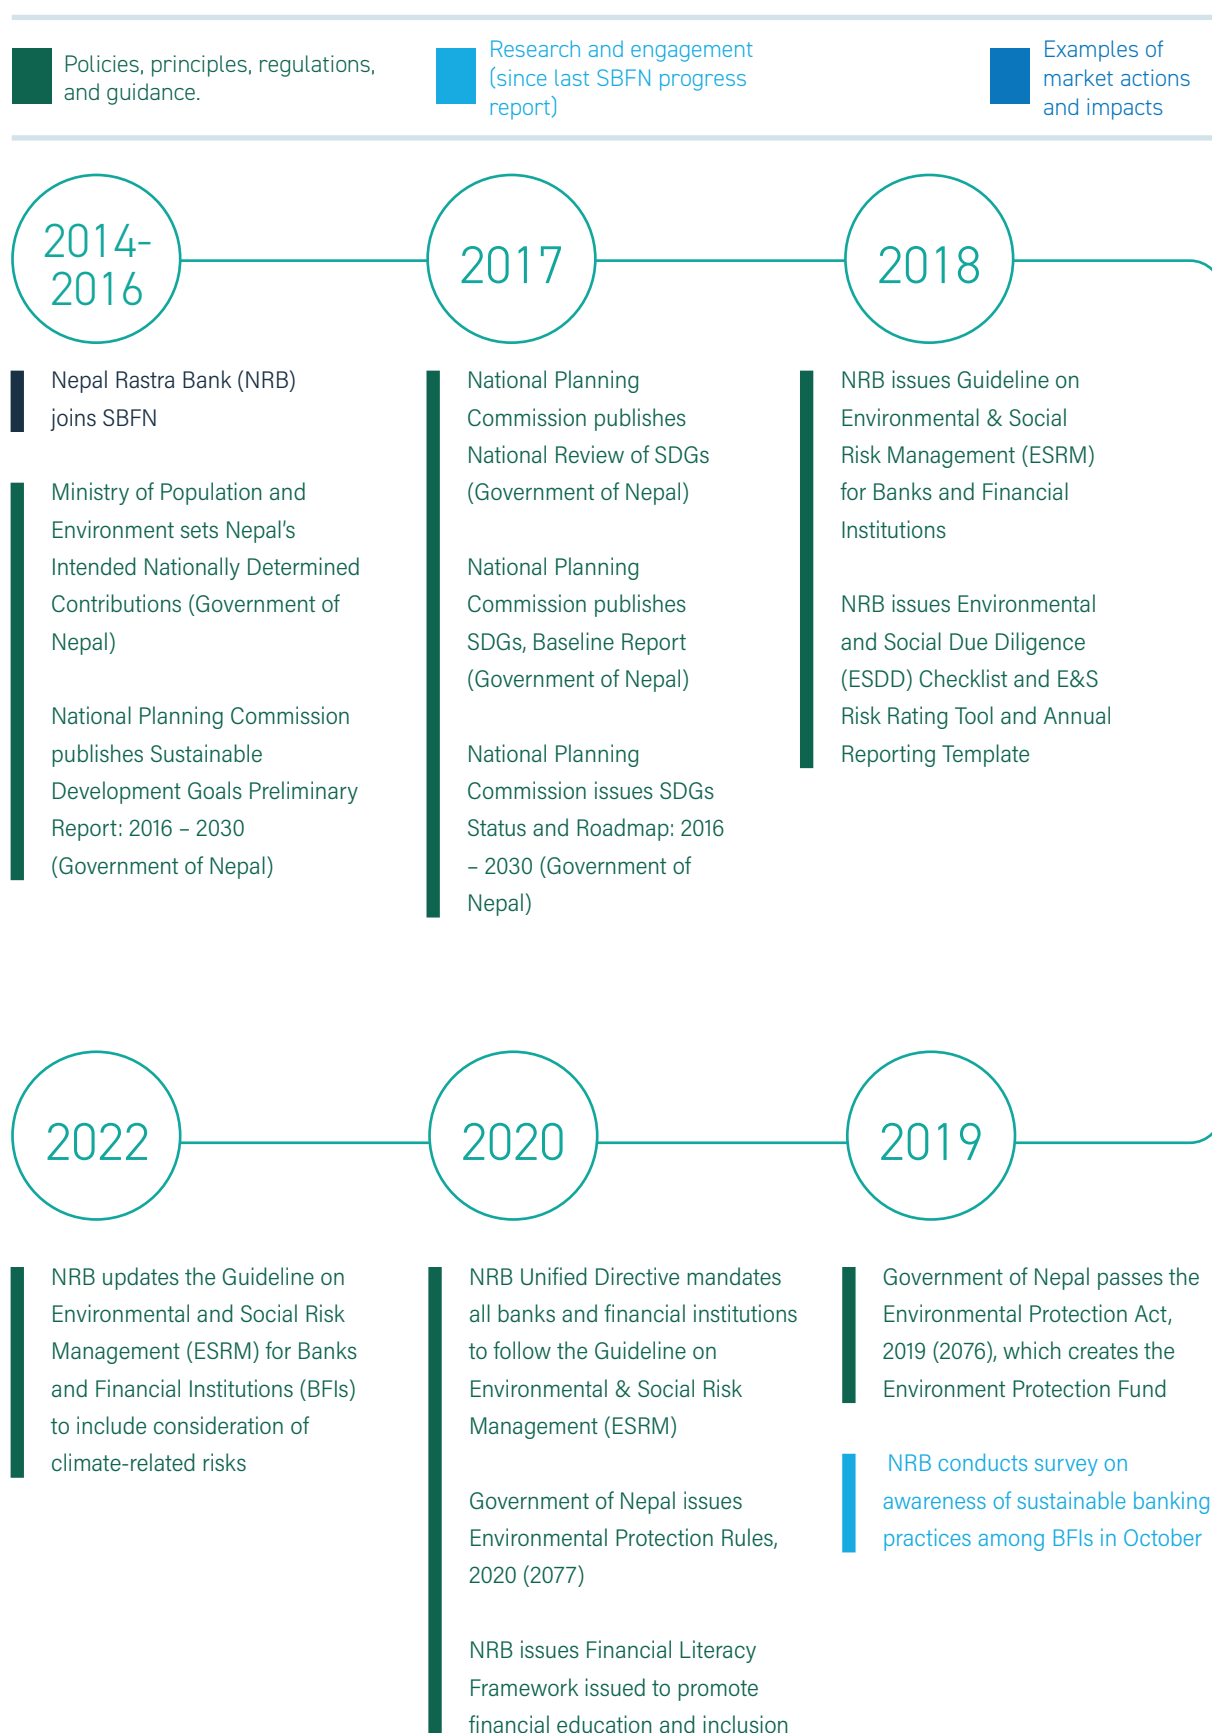 Policies, principles, regulations,
and guidance.
Research and engagement
(since last SBFN progress
report)
Examples of
market actions
and impacts
2014-
2016
Nepal Rastra Bank (NRB)
joins SBFN
Ministry of Population and
Environment sets Nepal's
Intended Nationally Determined
Contributions (Government of
Nepal)
National Planning Commission
publishes Sustainable
Development Goals Preliminary
Report: 2016 – 2030
(Government of Nepal)
2017
National Planning
Commission publishes
National Review of SDGs
(Government of Nepal)
National Planning
Commission publishes
SDGs, Baseline Report
(Government of Nepal)
National Planning
Commission issues SDGs
Status and Roadmap: 2016
– 2030 (Government of
Nepal)
2018
NRB issues Guideline on
Environmental & Social
Risk Management (ESRM)
for Banks and Financial
Institutions
NRB issues Environmental
and Social Due Diligence
(ESDD) Checklist and E&S
Risk Rating Tool and Annual
Reporting Template
2022
NRB updates the Guideline on
Environmental and Social Risk
Management (ESRM) for Banks
and Financial Institutions (BFIs)
to include consideration of
climate-related risks
2020
NRB Unified Directive mandates
all banks and financial institutions
to follow the Guideline on
Environmental & Social Risk
Management (ESRM)
Government of Nepal issues
Environmental Protection Rules,
2020 (2077)
NRB issues Financial Literacy
Framework issued to promote
financial education and inclusion
2019
Government of Nepal passes the
Environmental Protection Act,
2019 (2076), which creates the
Environment Protection Fund
NRB conducts survey on
awareness of sustainable banking
practices among BFIs in October